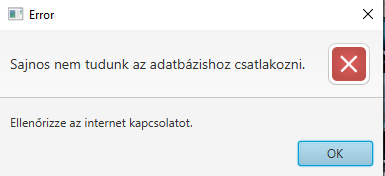 Error
Sajnos nem tudunk az adatbázishoz csatlakozni.
Ellenőrizze az internet kapcsolatot.
OK